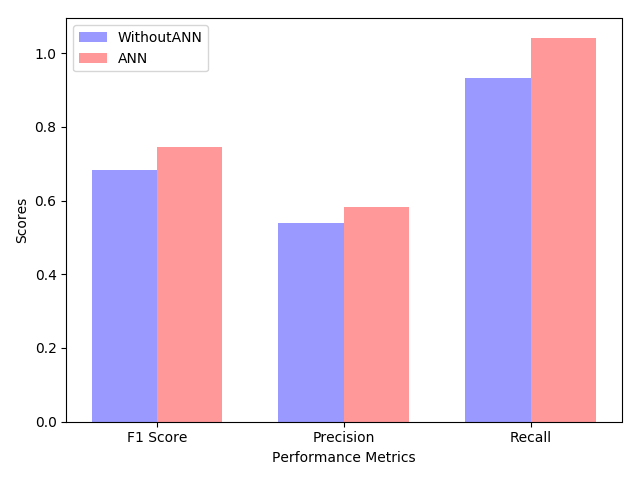 WithoutANN
ANN
1.0
0.8
0.6
0.4
0.2
0.0
Scores
F1 Score
Precision
Recall
Performance Metrics